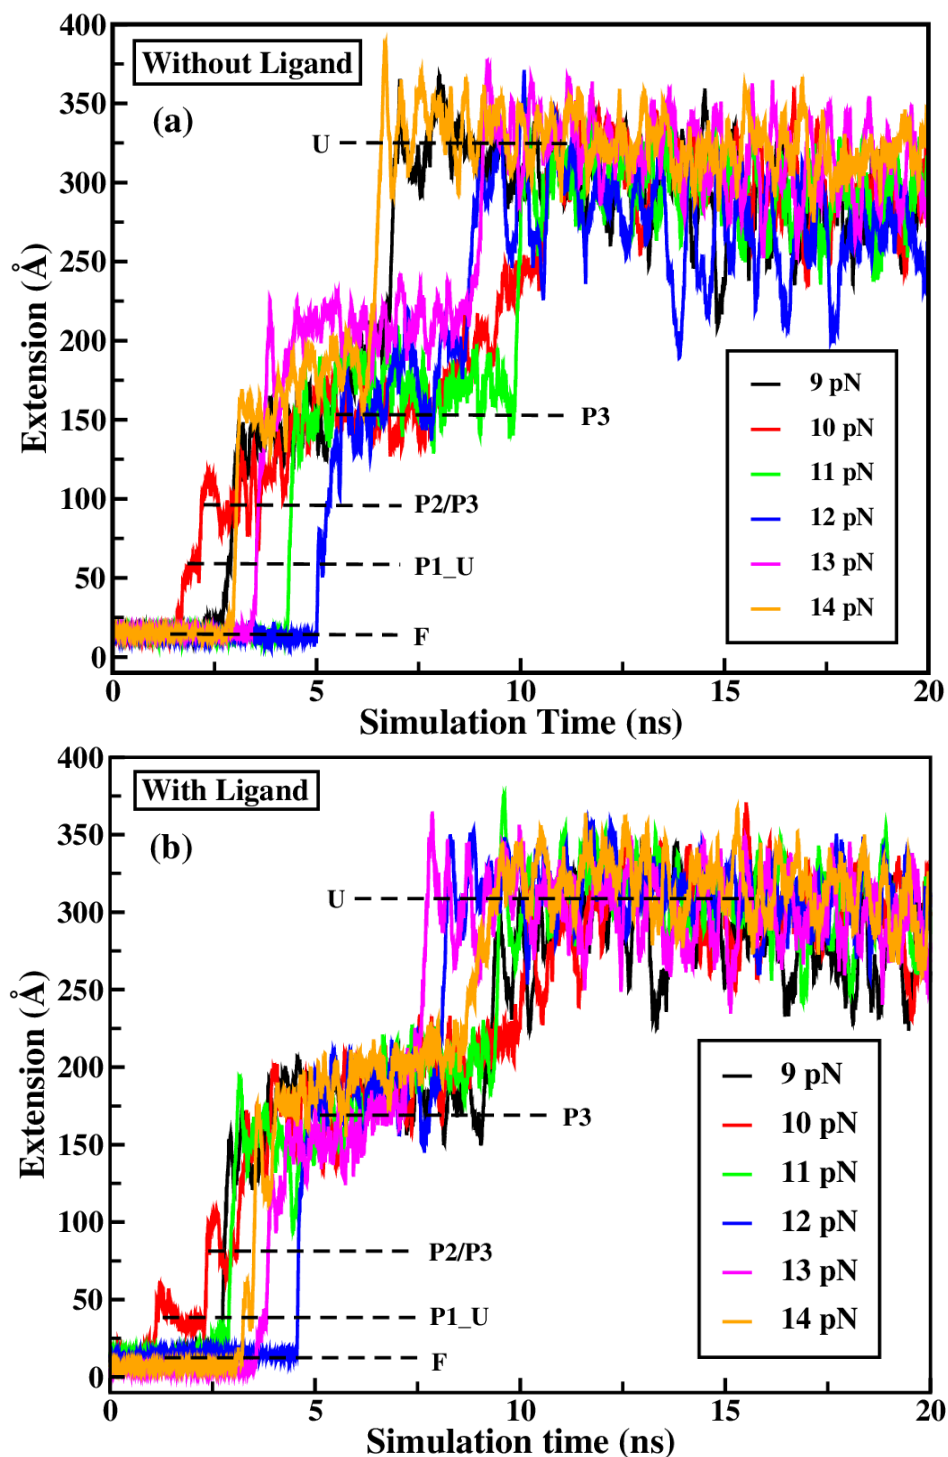 400
Without Ligand
350
(a)
U
300
250
Extension (Å)
200
9 pN
150
P3
10 pN
11 pN
100
P2/P3
12 pN
P1_U
50
13 pN
14 pN
F
0
0 5 10 15 20
Simulation Time (ns)
400
With Ligand
350
(b)
U
300
250
Extension (Å)
200
9 pN
P3
10 pN
150
11 pN
100
12 pN
P2/P3
13 pN
50
P1_U
14 pN
F
0
0 5 10 15 20
Simulation time (ns)